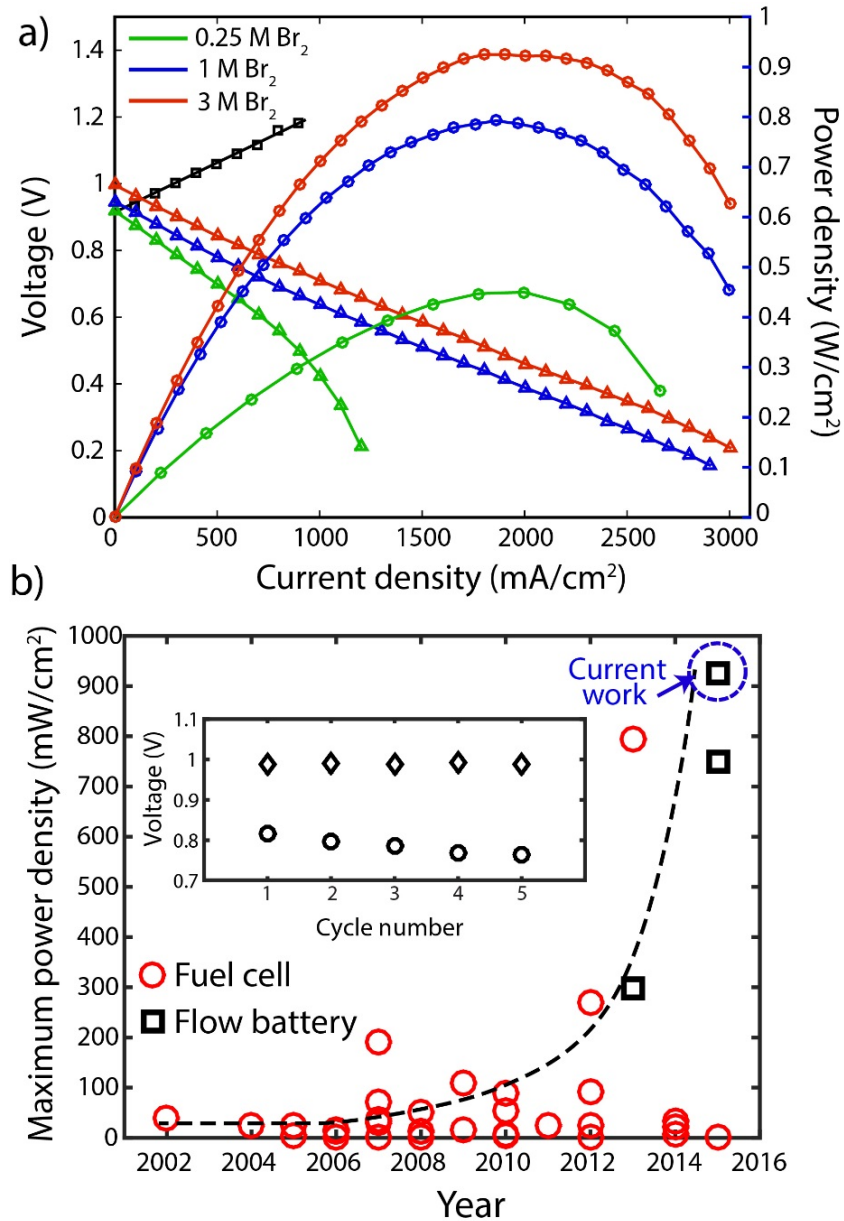 a)
0.25 M Br₂
1 M Br₂
3 M Br₂
1.4
1.2
1
0.8
0.6
0.4
0.2
0
Voltage (V)
1
0.9
0.8
0.7
0.6
0.5
0.4
0.3
0.2
0.1
0
Power density (W/cm²)
0 500 1000 1500 2000 2500 3000
Current density (mA/cm²)
b)
1000
900
800
700
600
500
400
300
200
100
0
Maximum power density (mW/cm²)
Current
work
1.1
1
0.9
0.8
0.7
Voltage (V)
1 2 3 4 5
Cycle number
Fuel cell
Flow battery
2002 2004 2006 2008 2010 2012 2014 2016
Year